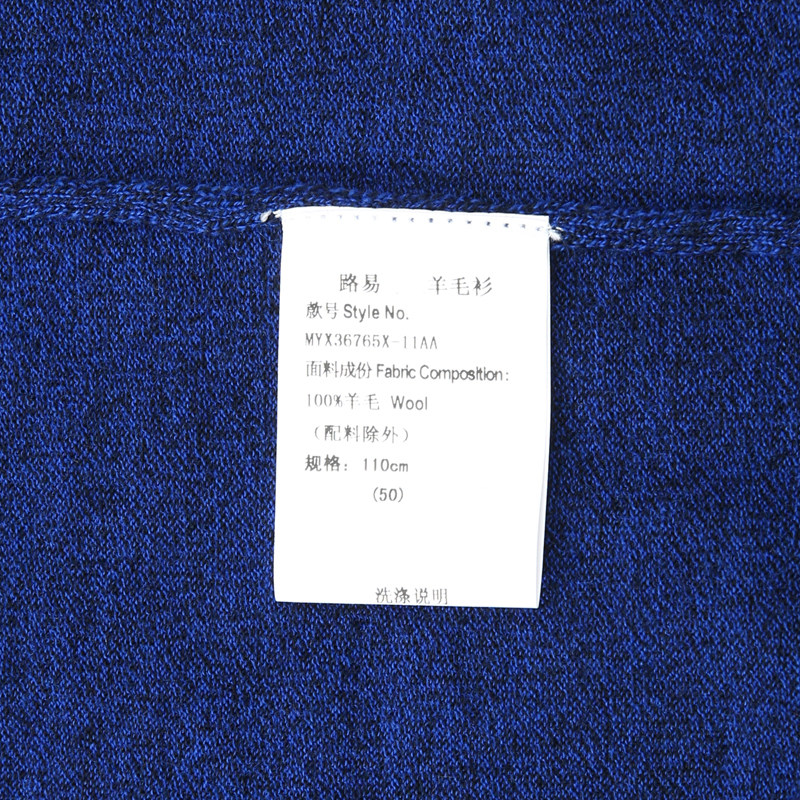 路易 羊毛衫
款号 Style No.
MYX36765X-11AA
面料成份 Fabric Composition:
100%羊毛 Wool
（配料除外）
规格: 110cm
(50)
洗涤说明